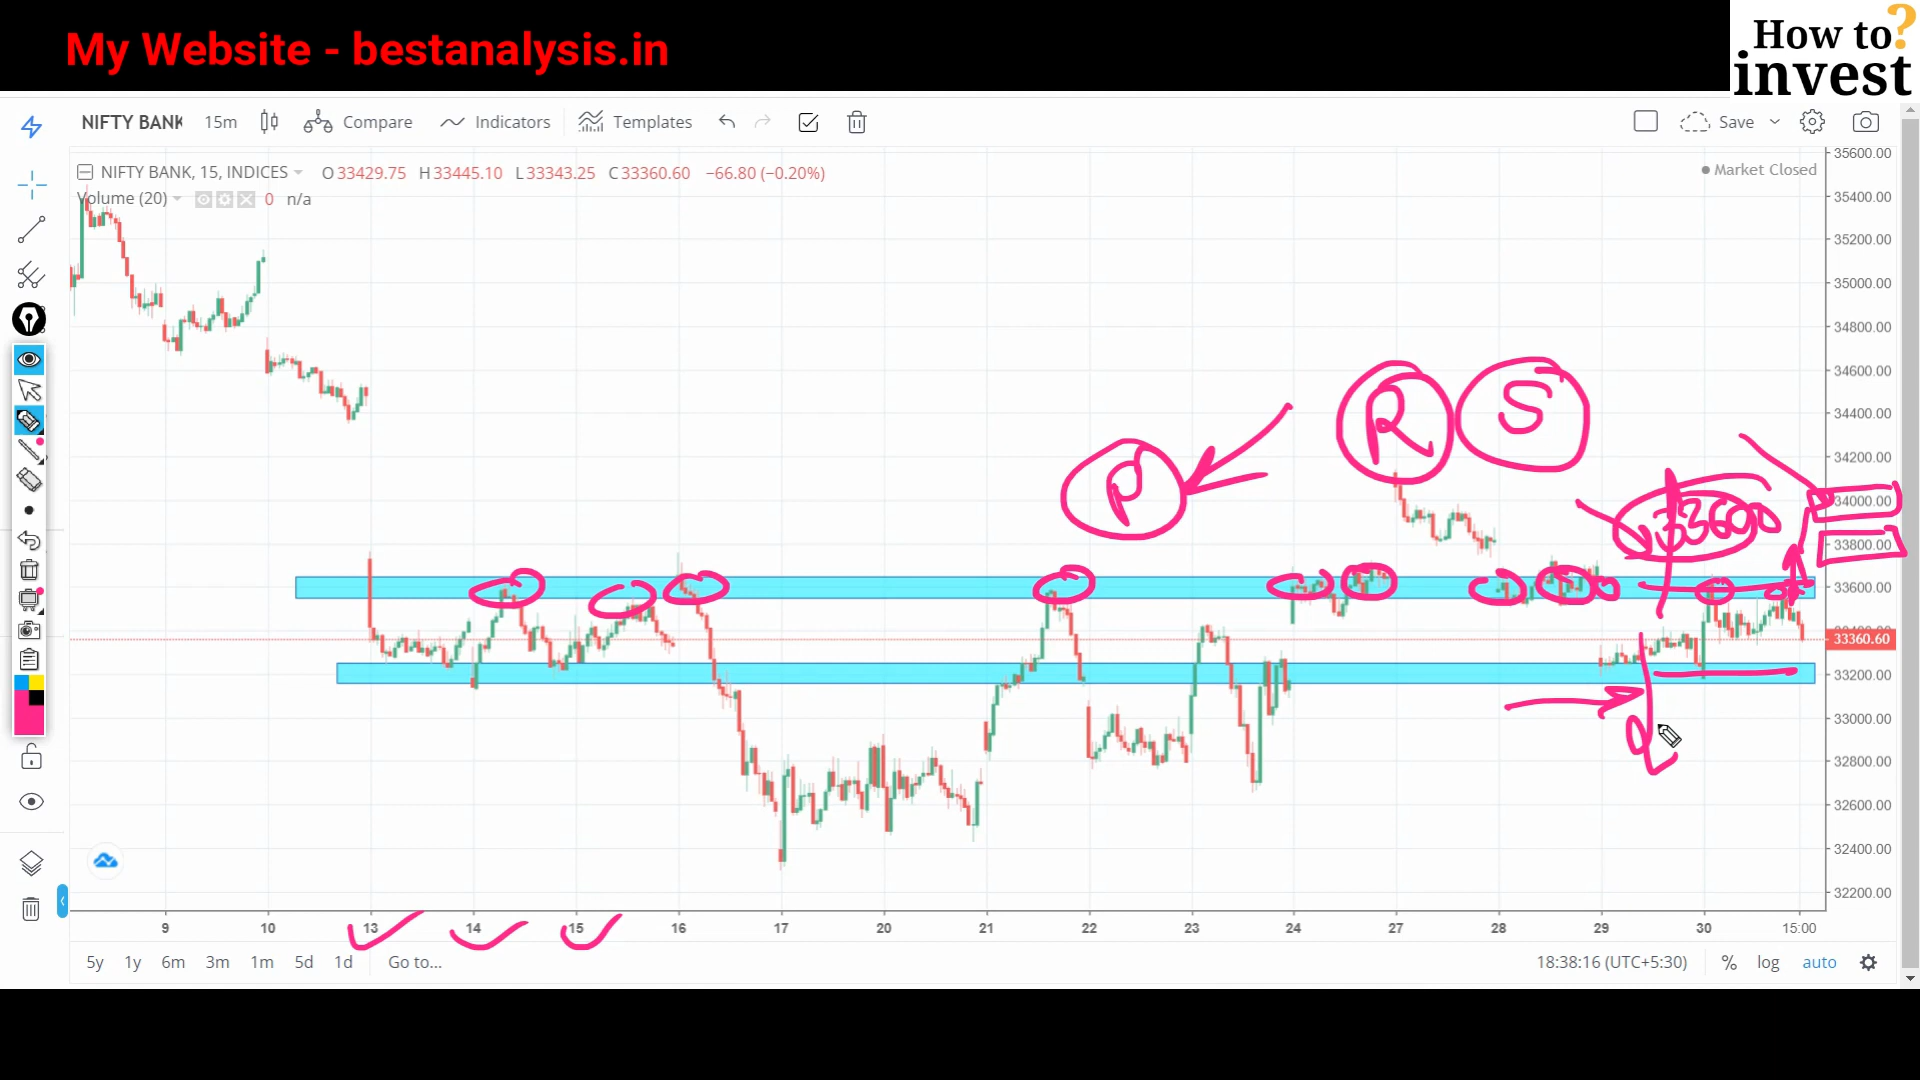 My Website - bestanalysis.in
How to?
invest
NIFTY BANK 15m Compare Indicators Templates Save
NIFTY BANK, 15, INDICES O33429.75 H33445.10 L33343.25 C33360.60 −66.80 (−0.20%)
Market Closed
Volume (20) 0 n/a
35600.00
35400.00
35200.00
35000.00
34800.00
34600.00
34400.00
34200.00
34000.00
33800.00
33600.00
33360.60
33200.00
33000.00
32800.00
32600.00
32400.00
32200.00
R S
P
33600
9 10 13 14 15 16 17 20 21 22 23 24 27 28 29 30 15:00
5y 1y 6m 3m 1m 5d 1d Go to... 18:38:16 (UTC+5:30) % log auto